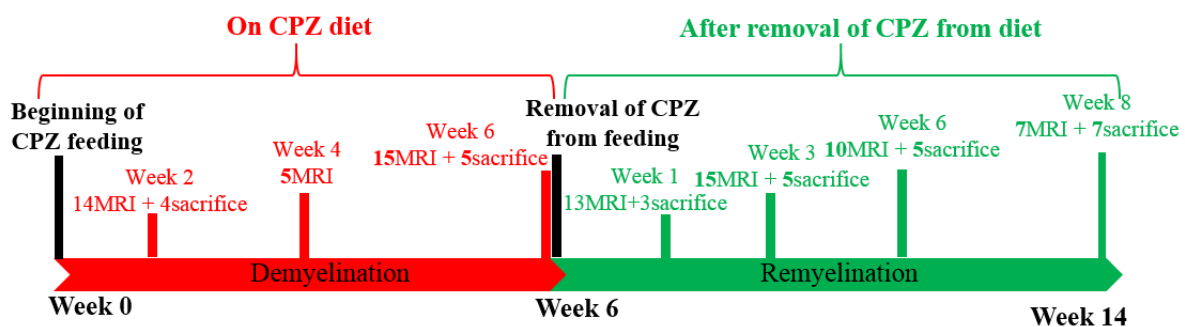 On CPZ diet
After removal of CPZ from diet
Beginning of
CPZ feeding
Week 2
14MRI + 4sacrifice
Week 4
5MRI
Week 6
15MRI + 5sacrifice
Removal of CPZ
from feeding
Week 1
13MRI+3sacrifice
Week 3
15MRI + 5sacrifice
Week 6
10MRI + 5sacrifice
Week 8
7MRI + 7sacrifice
Demyelination
Remyelination
Week 0
Week 6
Week 14